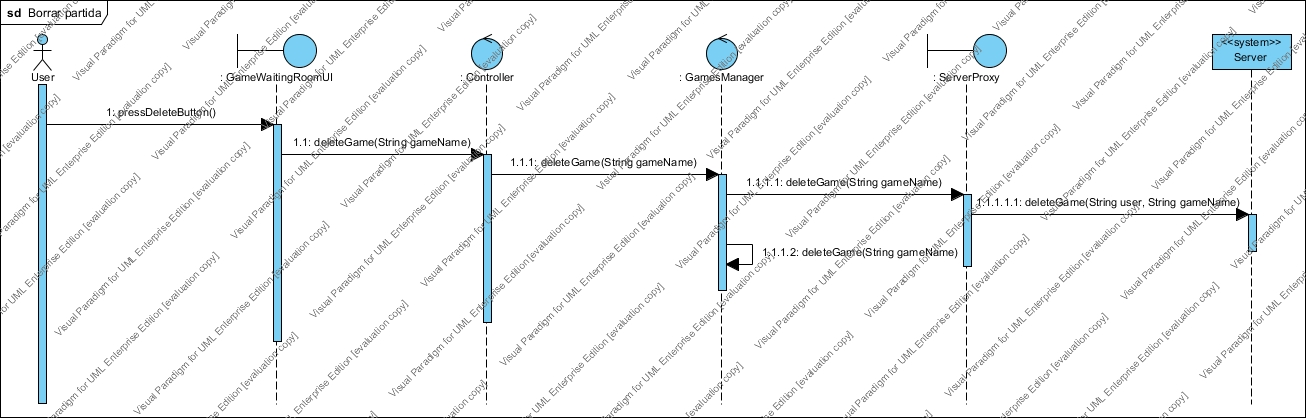 sd Borrar partida
User
: GameWaitingRoomUI
: Controller
: GamesManager
: ServerProxy
<<system>>
Server
1: pressDeleteButton()
1.1: deleteGame(String gameName)
1.1.1: deleteGame(String gameName)
1.1.1.1: deleteGame(String gameName)
1.1.1.1.1: deleteGame(String user, String gameName)
1.1.1.2: deleteGame(String gameName)
Visual Paradigm for UML Enterprise Edition [evaluation copy]